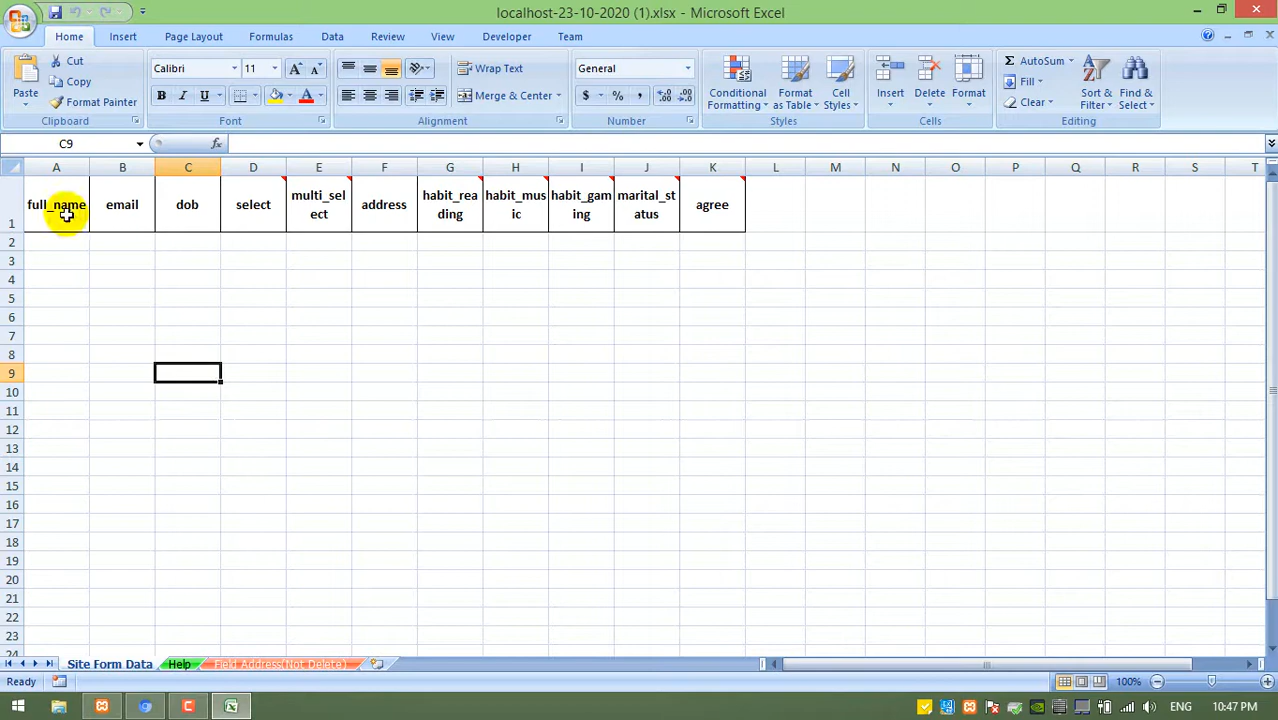 localhost-23-10-2020 (1).xlsx - Microsoft Excel
Home Insert Page Layout Formulas Data Review View Developer Team
Paste
Cut
Copy
Format Painter
Clipboard
Calibri 11
B I U
Font
Wrap Text
Merge & Center
Alignment
General
$ % , .0 .00 .00 .0
Number
Conditional Formatting
Format as Table
Cell Styles
Styles
Insert Delete Format
Cells
Σ AutoSum
Fill
Clear
Sort & Filter
Find & Select
Editing
C9 fx
A B C D E F G H I J K L M N O P Q R S T
1 full_name email dob select multi_select address habit_reading habit_music habit_gaming marital_status agree
2
3
4
5
6
7
8
9
10
11
12
13
14
15
16
17
18
19
20
21
22
23
24
Site Form Data Help Field Address(Not Delete)
Ready 100%
ENG 10:47 PM